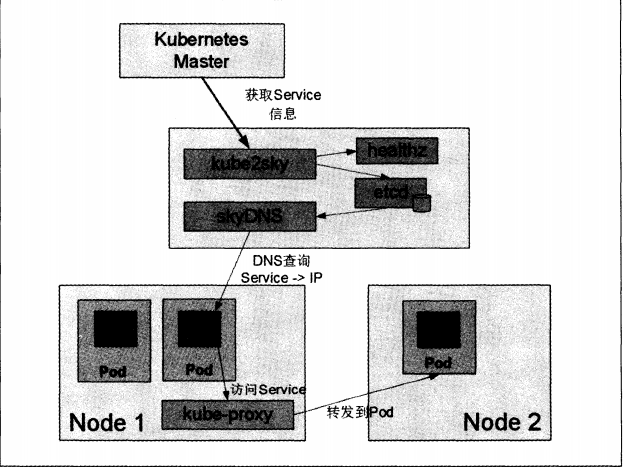 Kubernetes
Master
获取Service
信息
kube2sky
healthz
etcd
skyDNS
DNS查询
Service -> IP
Pod
Pod
Pod
访问Service
kube-proxy
转发到Pod
Node 1
Node 2